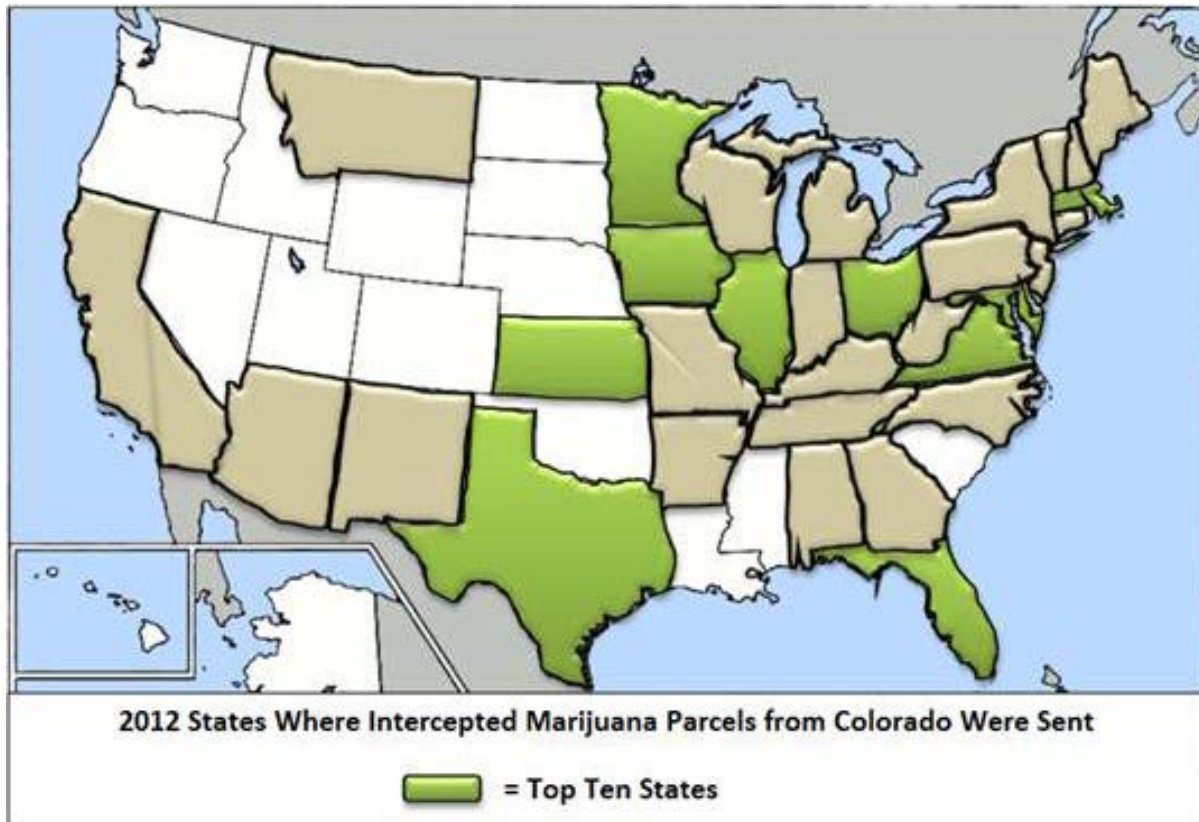 2012 States Where Intercepted Marijuana Parcels from Colorado Were Sent
= Top Ten States